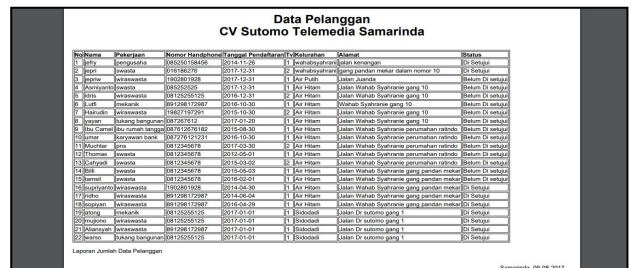 Data Pelanggan
CV Sutomo Telemedia Samarinda
No Nama Pekerjaan Nomor Handphone Tanggal Pendaftaran Tv Kelurahan Alamat Status
1 jefry pengusaha 085250158456 2014-11-26 1 wahabsyahrani jalan kenangan Di Setujui
2 jepri swasta 016186276 2017-12-31 2 wahabsyahrani gang pandan mekar dalam nomor 10 Di Setujui
3 jepriw wiraswasta 1902801928 2017-12-31 1 Air Putih Jalan Juanda Belum Di setujui
4 Asmiyanto swasta 085252525 2017-12-31 1 Air Hitam Jalan Wahab Syahranie gang 10 Belum Di setujui
5 idris wiraswasta 08125255125 2016-12-31 2 Air Hitam Jalan Wahab Syahranie gang 10 Belum Di setujui
6 Lutfi mekanik 891298172987 2016-10-30 1 Air Hitam Wahab Syahranie gang 10 Belum Di setujui
7 Hairudin wiraswasta 19827197291 2015-10-30 2 Air Hitam Jalan Wahab Syahranie gang 10 Belum Di setujui
8 yayan tukang bangunan 087267612 2017-01-20 1 Air Hitam Jalan Wahab Syahranie gang 10 Belum Di setujui
9 Ibu Camel ibu rumah tangga 087612676182 2015-08-30 1 Air Hitam Jalan Wahab Syahranie perumahan ratindo Belum Di setujui
10 umar karyawan bank 087276121231 2016-10-30 1 Air Hitam Jalan Wahab Syahranie perumahan ratindo Belum Di setujui
11 Muchtar pns 0812345678 2017-03-30 2 Air Hitam Jalan Wahab Syahranie perumahan ratindo Belum Di setujui
12 Thomas swasta 0812345678 2012-05-01 1 Air Hitam Jalan Wahab Syahranie perumahan ratindo Belum Di setujui
13 Cahyadi swasta 0812345678 2015-03-02 2 Air Hitam Jalan Wahab Syahranie perumahan ratindo Belum Di setujui
14 Billi swasta 0812345678 2015-05-03 1 Air Hitam Jalan Wahab Syahranie gang pandan mekar Belum Di setujui
15 tamsil swasta 0812345678 2016-02-01 1 Air Hitam Jalan Wahab Syahranie gang pandan mekar Belum Di setujui
16 supriyanto wiraswasta 1902801928 2014-04-30 1 Air Hitam Jalan Wahab Syahranie gang pandan mekar Di Setujui
17 ridho wiraswasta 891298172987 2016-06-04 1 Air Hitam Jalan Wahab Syahranie gang pandan mekar Di Setujui
18 sopiyan wiraswasta 891298172987 2016-04-29 1 Air Hitam Jalan Wahab Syahranie gang pandan mekar Di Setujui
19 atong mekanik 08125255125 2017-01-01 1 Sidodadi Jalan Dr sutomo gang 1 Di Setujui
20 mujiono wiraswasta 08125255125 2017-01-01 1 Sidodadi Jalan Dr sutomo gang 1 Di Setujui
21 Aliansyah wiraswasta 891298172987 2017-01-01 1 Sidodadi Jalan Dr sutomo gang 1 Di Setujui
22 warso tukang bangunan 08125255125 2017-01-01 1 Sidodadi Jalan Dr sutomo gang 1 Di Setujui
Laporan Jumlah Data Pelanggan
Samarinda, 09-08-2017